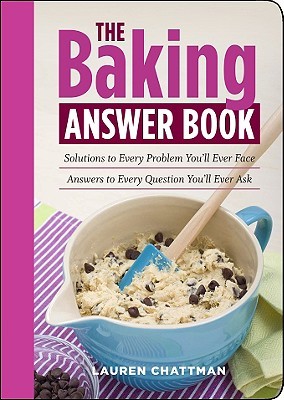 THE
Baking
ANSWER BOOK
Solutions to Every Problem You'll Ever Face
Answers to Every Question You'll Ever Ask
LAUREN CHATTMAN